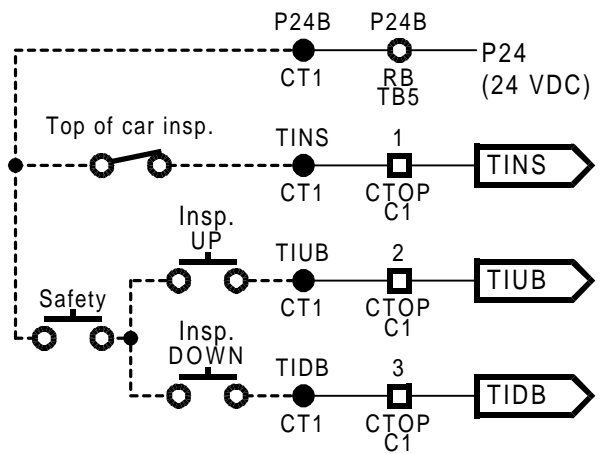 P24B P24B
P24
(24 VDC)
CT1 RB
TB5
Top of car insp. TINS 1
TINS
CT1 CTOP
C1
Insp.
UP TIUB 2
TIUB
CT1 CTOP
C1
Safety
Insp.
DOWN TIDB 3
TIDB
CT1 CTOP
C1